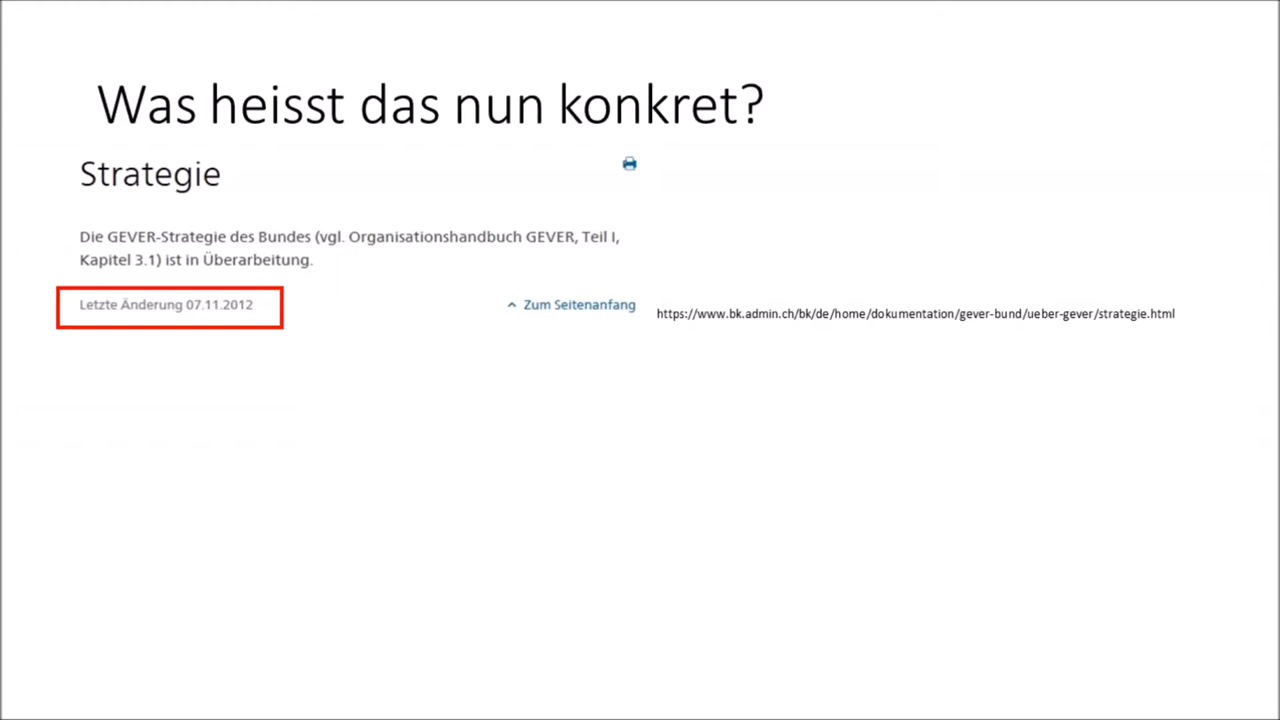 Was heisst das nun konkret?
Strategie
Die GEVER-Strategie des Bundes (vgl. Organisationshandbuch GEVER, Teil I,
Kapitel 3.1) ist in Überarbeitung.
Letzte Änderung 07.11.2012
Zum Seitenanfang
https://www.bk.admin.ch/bk/de/home/dokumentation/gever-bund/ueber-gever/strategie.html